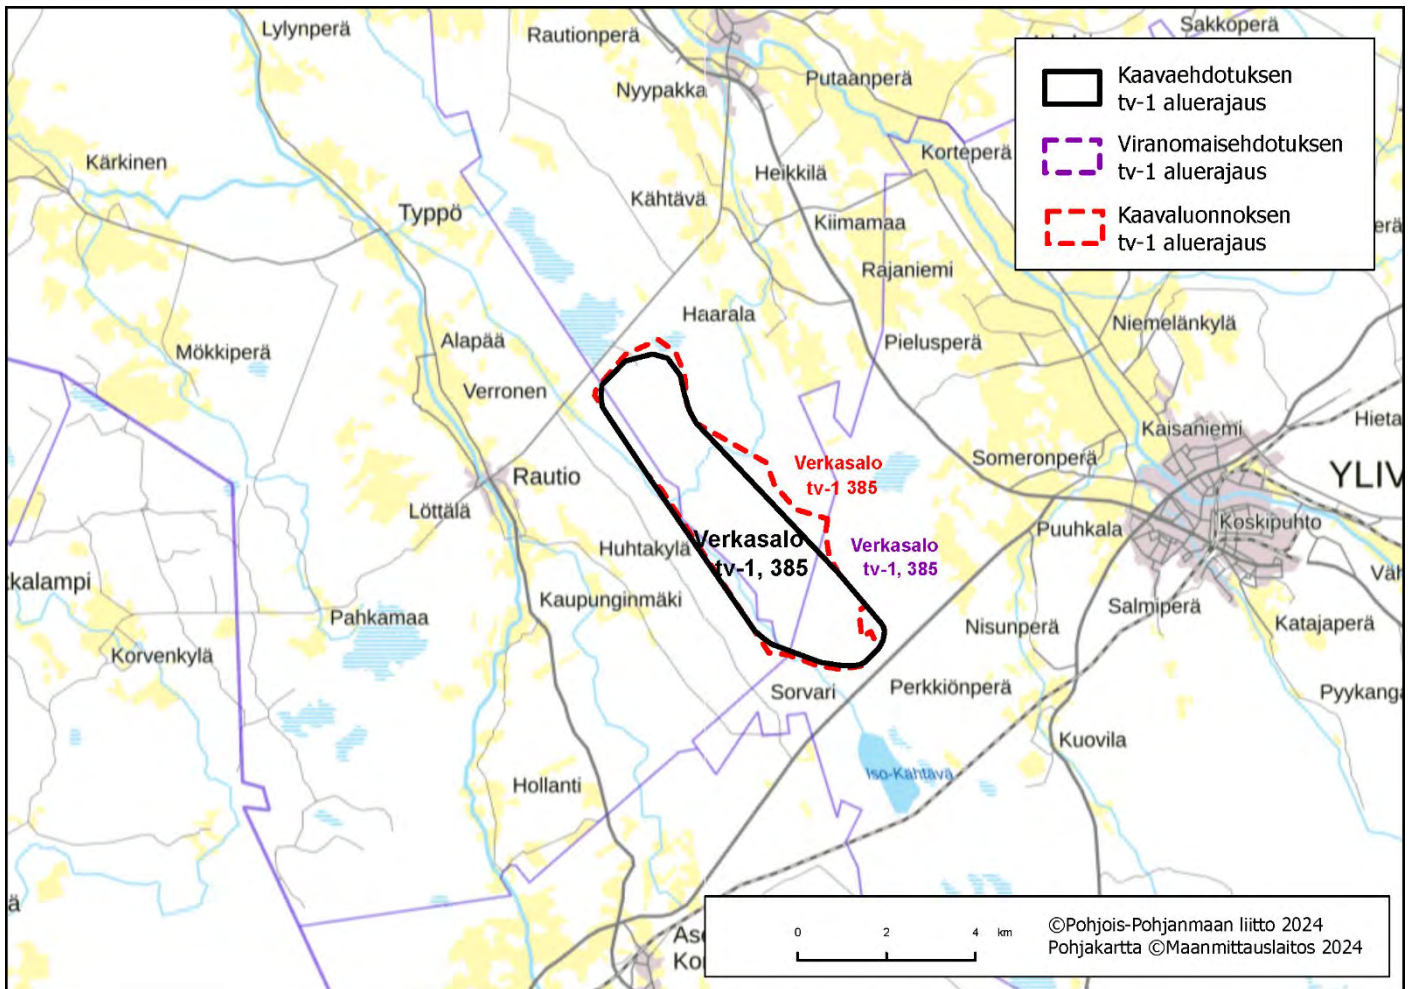 Lylynperä
Rautionperä
Sakkoperä
Nyypakka
Putaanperä
Kaavaehdotuksen
tv-1 aluerajaus
Viranomaisehdotuksen
tv-1 aluerajaus
Kaavaluonnoksen
tv-1 aluerajaus
Kärkinen
Korteperä
Heikkilä
Kähtävä
Typpö
Kiimamaa
Rajaniemi
Haarala
Niemelänkylä
Alapää
Pielusperä
Mökkiperä
Verronen
Hieta
Kaisaniemi
Someronperä
Verkasalo
tv-1 385
YLIV
Rautio
Löttälä
Koskipuhto
Puuhkala
Huhtakylä
Verkasalo
tv-1, 385
Verkasalo
tv-1, 385
Väh
kalampi
Kaupunginmäki
Salmiperä
Pahkamaa
Nisunperä
Katajaperä
Korvenkylä
Sorvari
Perkkiönperä
Pyykanga
Kuovila
Iso-Kähtävä
Hollanti
ä
0 2 4 km
©Pohjois-Pohjanmaan liitto 2024
Pohjakartta ©Maanmittauslaitos 2024